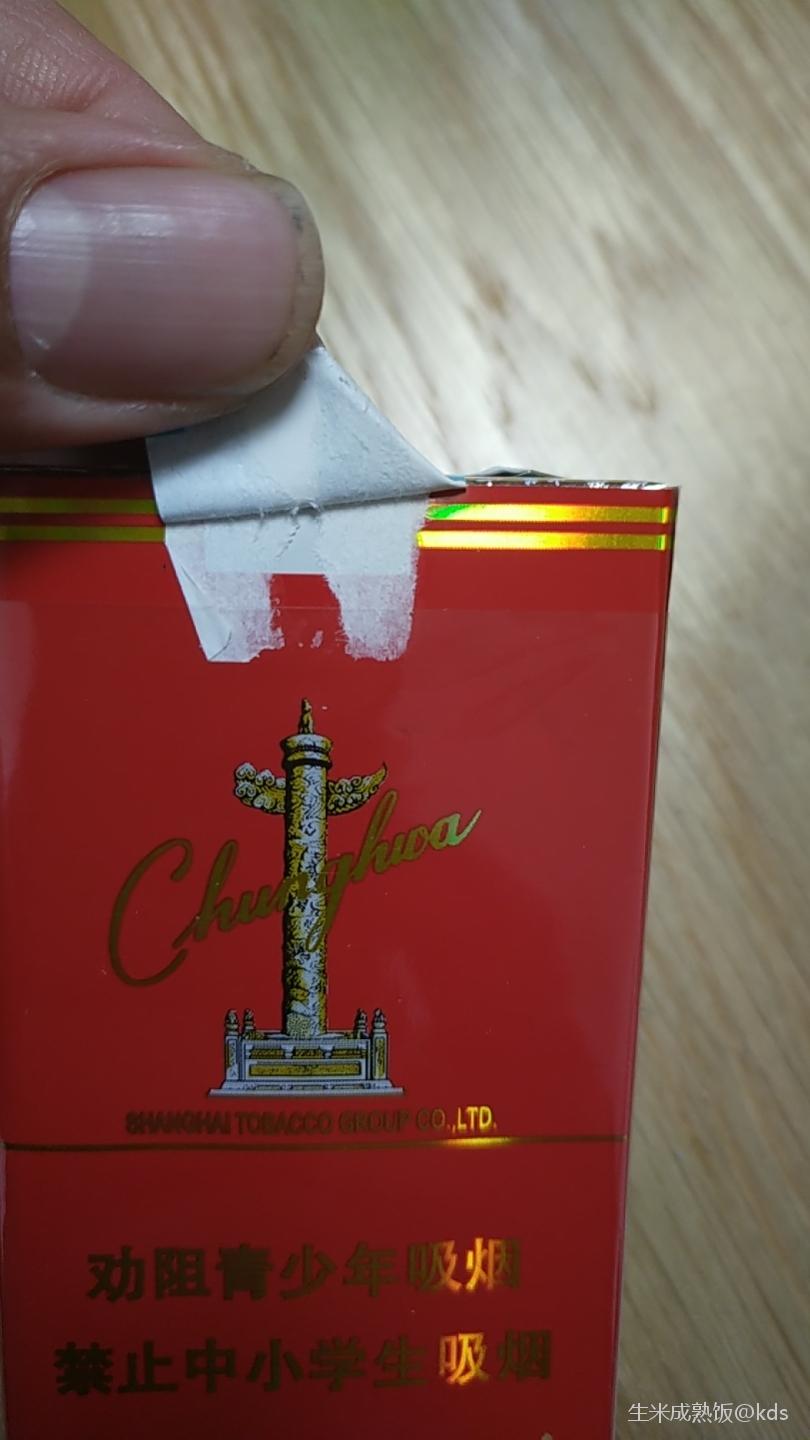 Chunghwa
SHANGHAI TOBACCO GROUP CO.,LTD.
劝阻青少年吸烟
禁止中小学生吸烟
生米成熟饭@kds